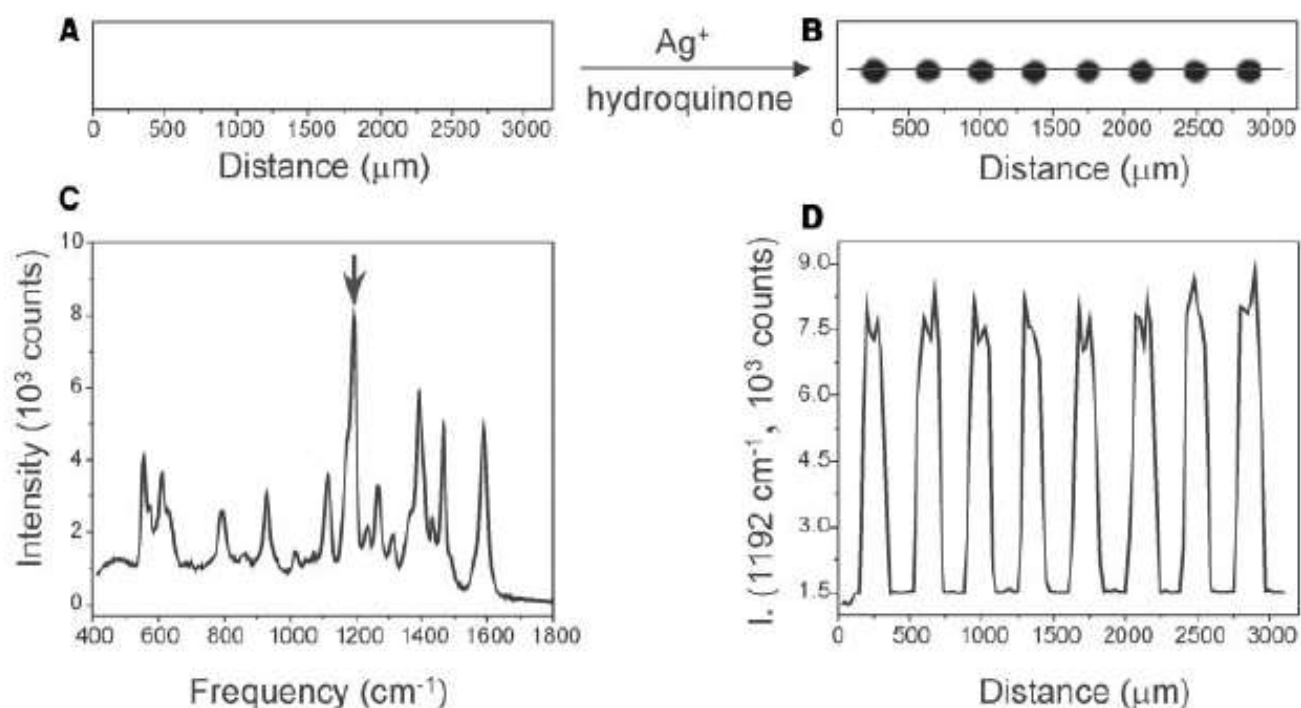 A
0 500 1000 1500 2000 2500 3000
Distance (μm)
Ag⁺
hydroquinone
B
0 500 1000 1500 2000 2500 3000
Distance (μm)
C
10
8
6
4
2
0
Intensity (10³ counts)
400 600 800 1000 1200 1400 1600 1800
Frequency (cm⁻¹)
D
9.0
7.5
6.0
4.5
3.0
1.5
I. (1192 cm⁻¹, 10³ counts)
0 500 1000 1500 2000 2500 3000
Distance (μm)